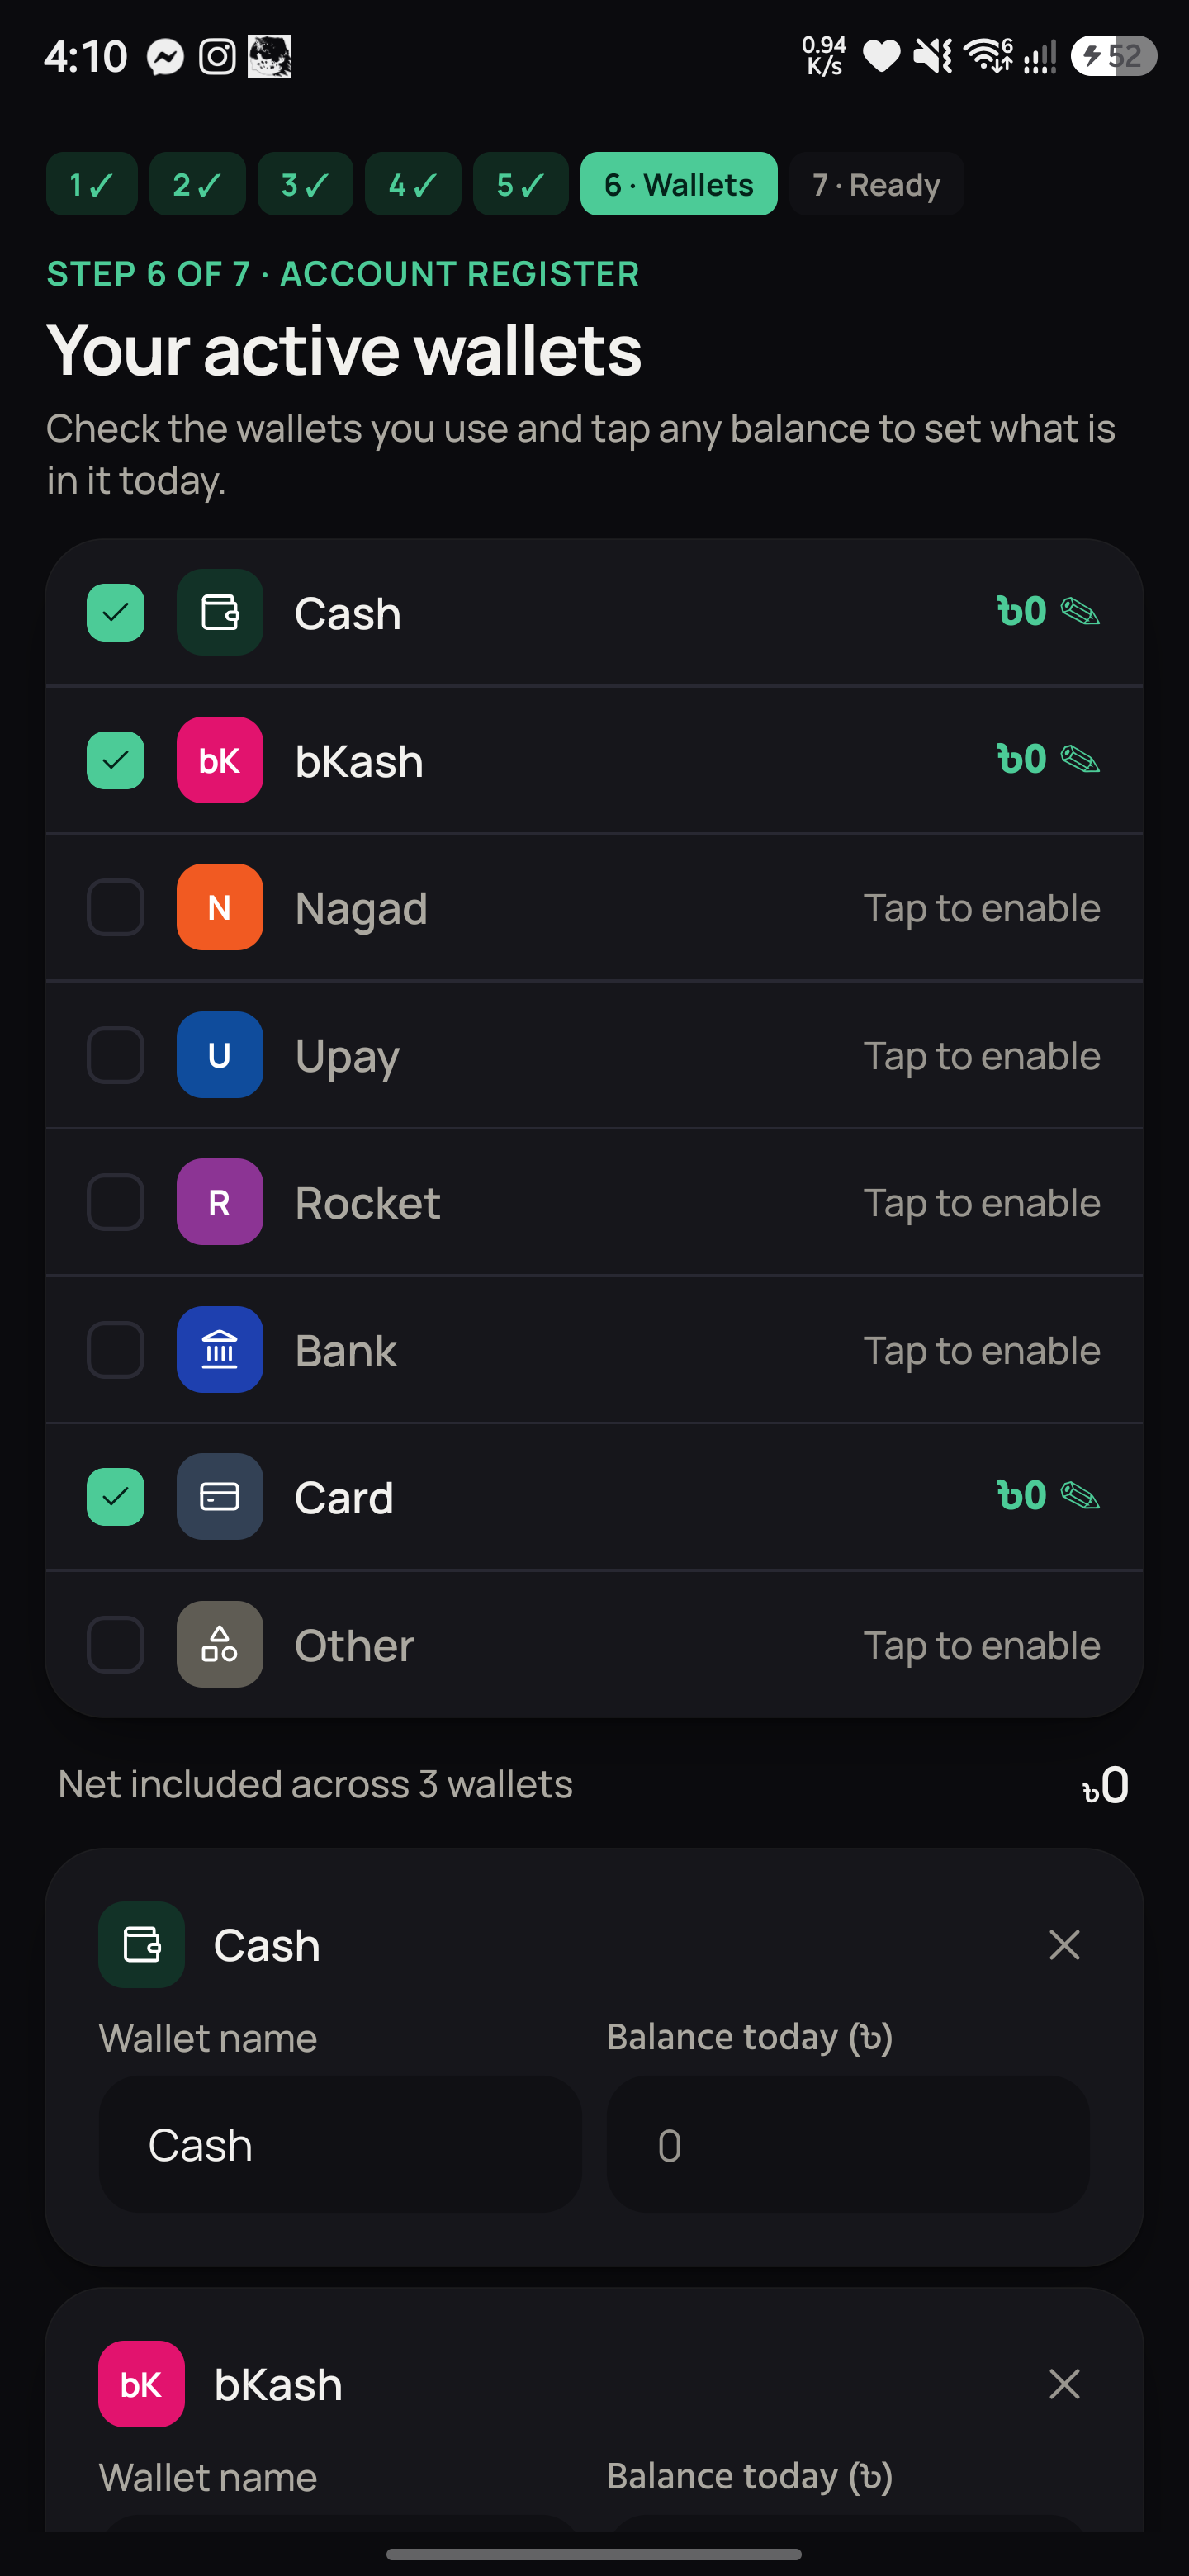 4:10
0.94 K/s
6
52
1 ✓ 2 ✓ 3 ✓ 4 ✓ 5 ✓ 6 · Wallets 7 · Ready
STEP 6 OF 7 · ACCOUNT REGISTER
Your active wallets
Check the wallets you use and tap any balance to set what is
in it today.
Cash ৳0 ✎
bK bKash ৳0 ✎
N Nagad Tap to enable
U Upay Tap to enable
R Rocket Tap to enable
Bank Tap to enable
Card ৳0 ✎
Other Tap to enable
Net included across 3 wallets ৳0
Cash
Wallet name Balance today (৳)
Cash 0
bK bKash
Wallet name Balance today (৳)